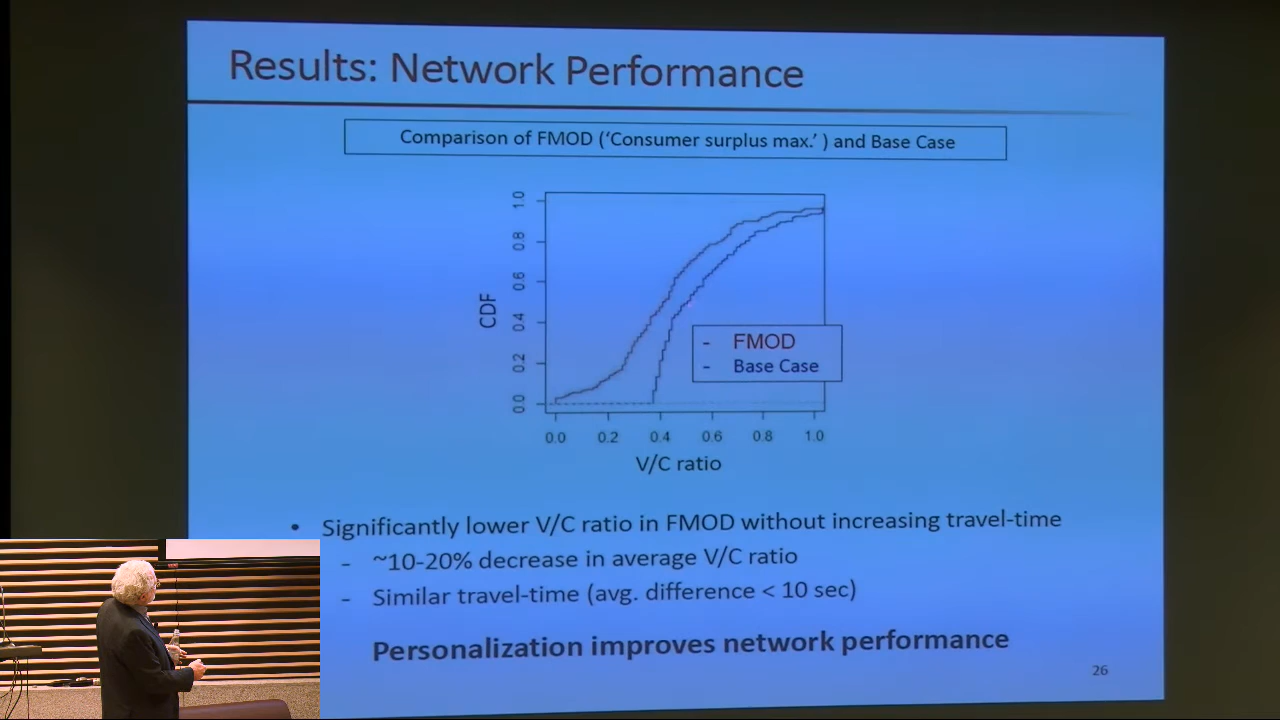 Results: Network Performance
Comparison of FMOD ('Consumer surplus max.' ) and Base Case
1.0
0.8
0.6
0.4
0.2
0.0
CDF
- FMOD
- Base Case
0.0 0.2 0.4 0.6 0.8 1.0
V/C ratio
• Significantly lower V/C ratio in FMOD without increasing travel-time
- ~10-20% decrease in average V/C ratio
- Similar travel-time (avg. difference < 10 sec)
Personalization improves network performance
26